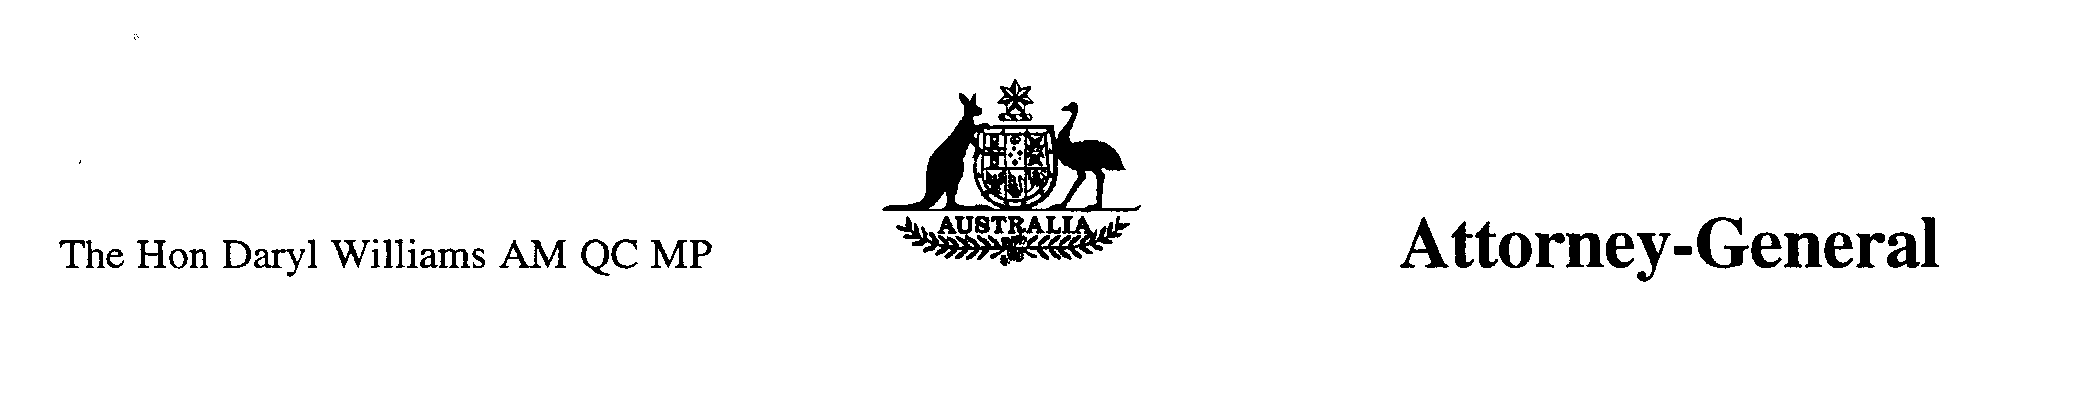 The Hon Daryl Williams AM QC MP
AUSTRALIA
Attorney-General